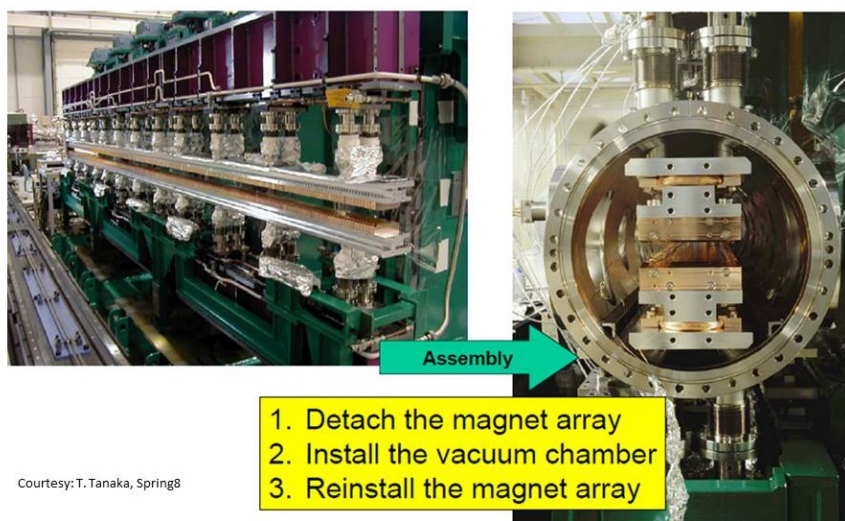 Assembly
1. Detach the magnet array
2. Install the vacuum chamber
3. Reinstall the magnet array
Courtesy: T. Tanaka, Spring8